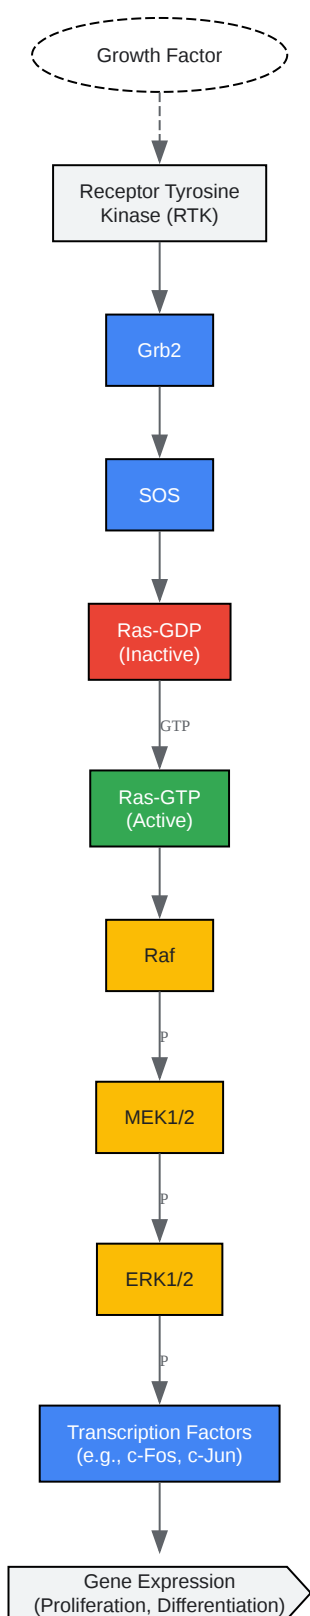 Growth Factor
Receptor Tyrosine
Kinase (RTK)
Grb2
SOS
Ras-GDP
(Inactive)
GTP
Ras-GTP
(Active)
Raf
P
MEK1/2
P
ERK1/2
P
Transcription Factors
(e.g., c-Fos, c-Jun)
Gene Expression
(Proliferation, Differentiation)